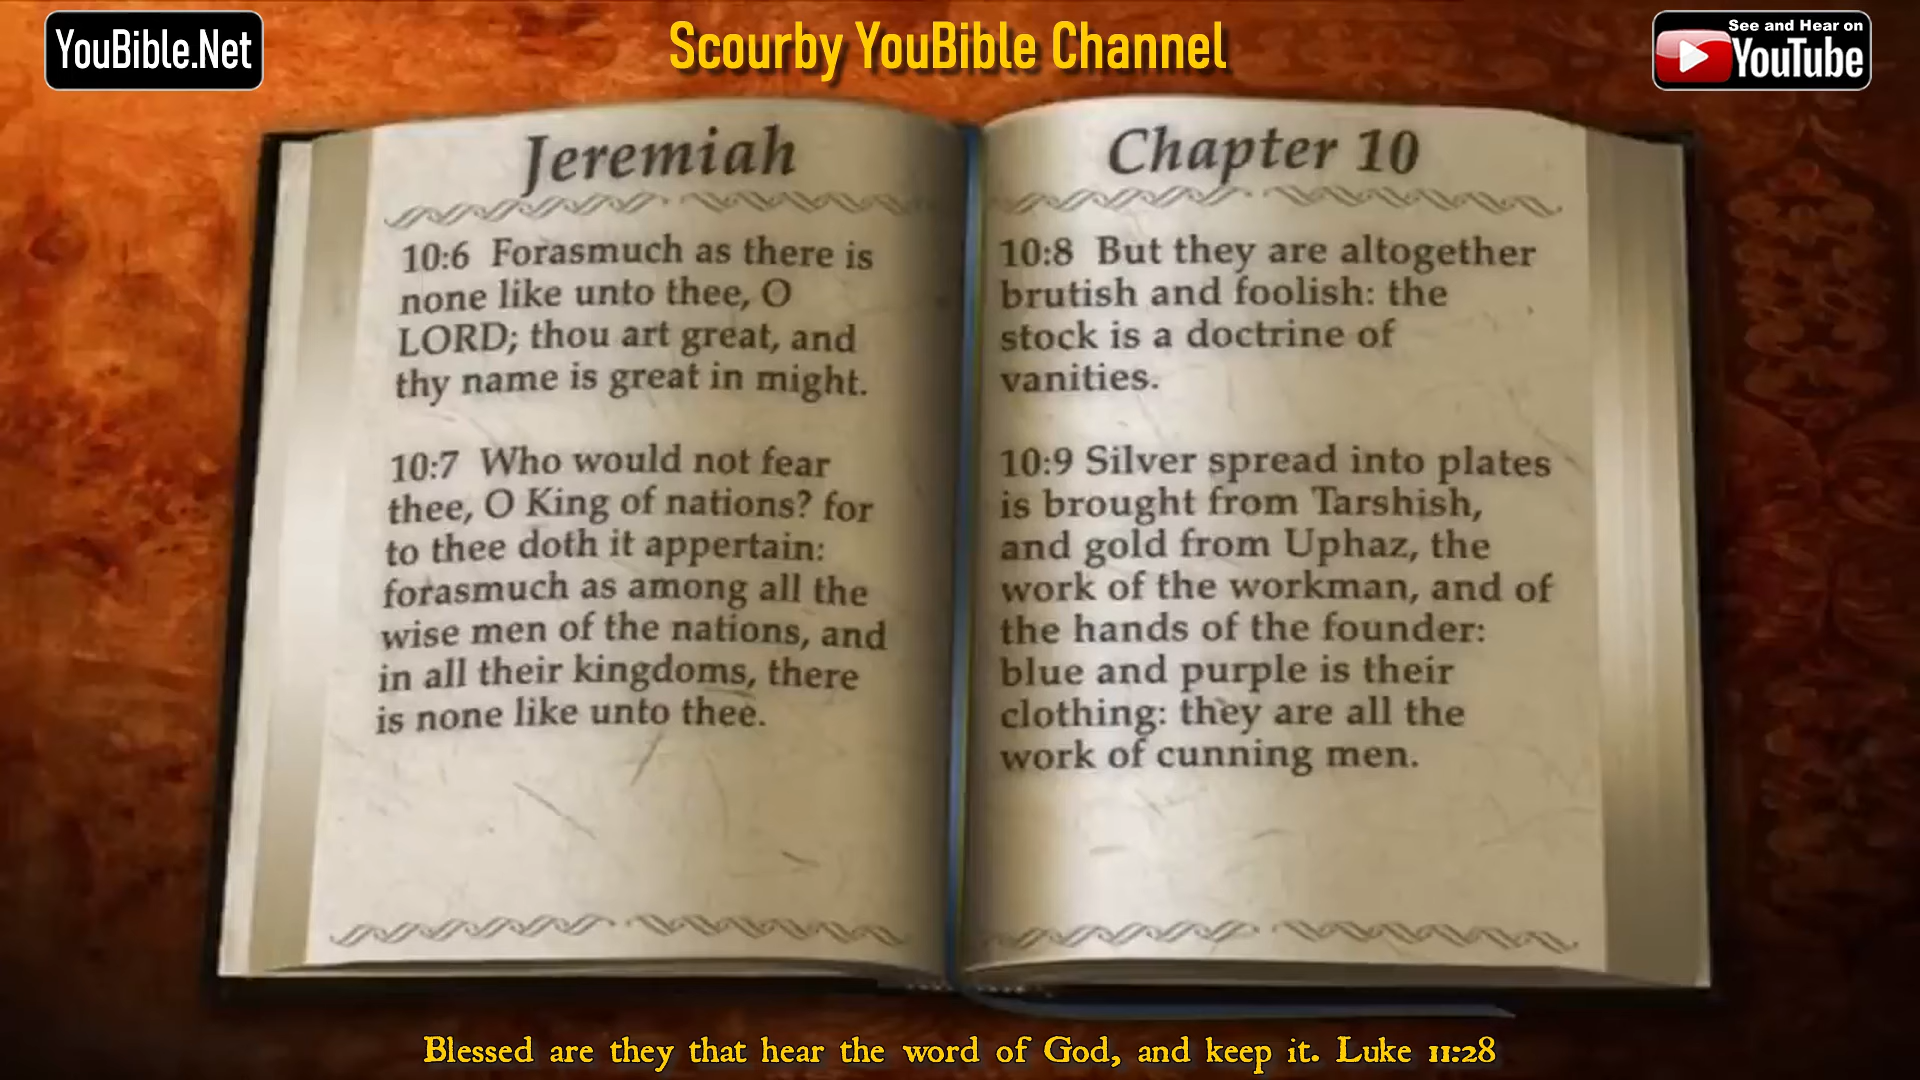 YouBible.Net
Scourby YouBible Channel
See and Hear on
YouTube
Jeremiah
10:6 Forasmuch as there is
none like unto thee, O
LORD; thou art great, and
thy name is great in might.
10:7 Who would not fear
thee, O King of nations? for
to thee doth it appertain:
forasmuch as among all the
wise men of the nations, and
in all their kingdoms, there
is none like unto thee.
Chapter 10
10:8 But they are altogether
brutish and foolish: the
stock is a doctrine of
vanities.
10:9 Silver spread into plates
is brought from Tarshish,
and gold from Uphaz, the
work of the workman, and of
the hands of the founder:
blue and purple is their
clothing: they are all the
work of cunning men.
Blessed are they that hear the word of God, and keep it. Luke 11:28